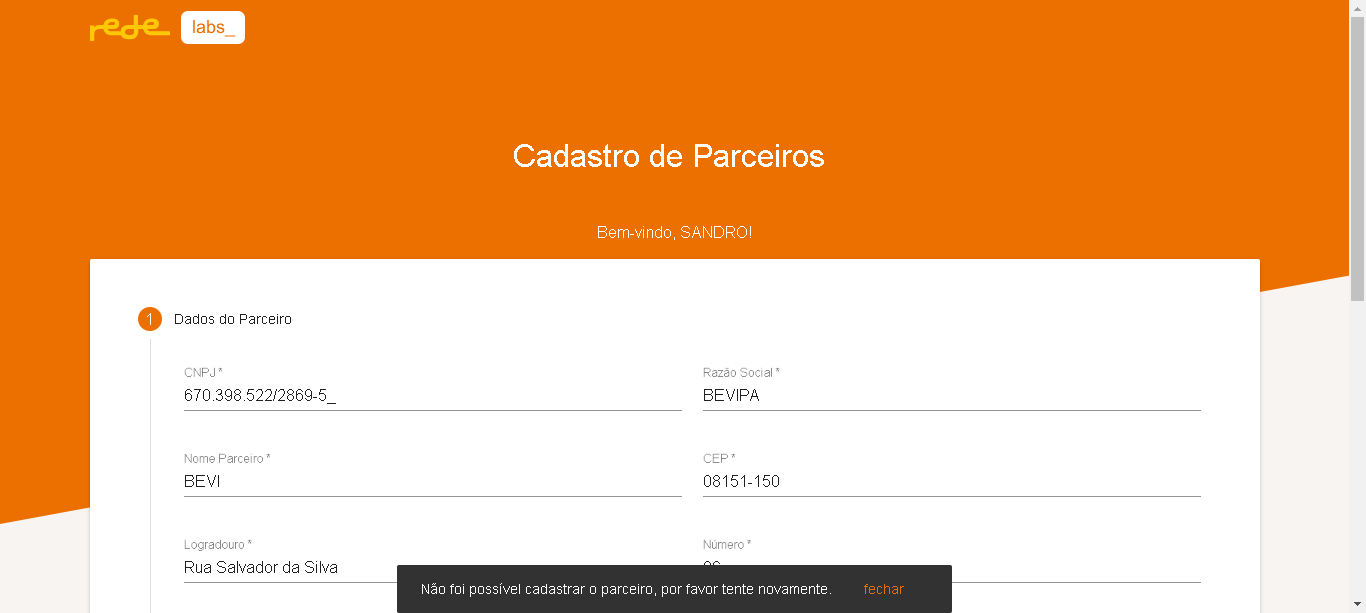 rede labs_
Cadastro de Parceiros
Bem-vindo, SANDRO!
1 Dados do Parceiro
CNPJ * Razão Social *
670.398.522/2869-5_ BEVIPA
Nome Parceiro * CEP *
BEVI 08151-150
Logradouro * Número *
Rua Salvador da Silva
Não foi possível cadastrar o parceiro, por favor tente novamente. fechar